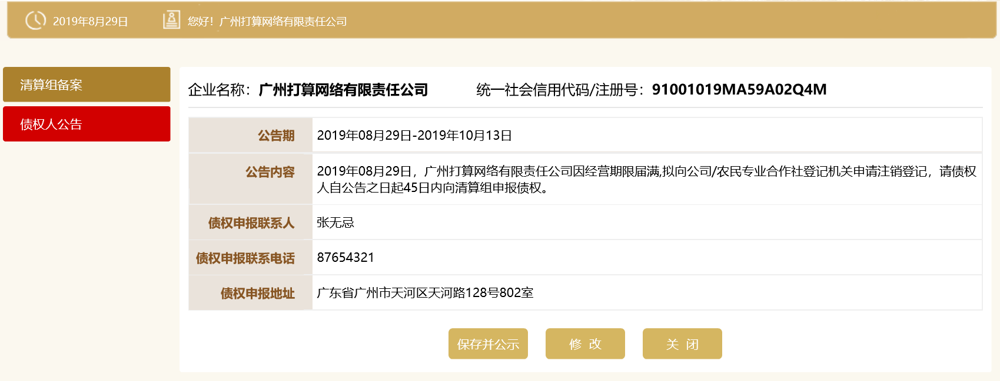 2019年8月29日 您好！广州打算网络有限责任公司
清算组备案
债权人公告
企业名称：广州打算网络有限责任公司 统一社会信用代码/注册号：91001019MA59A02Q4M
公告期 2019年08月29日-2019年10月13日
公告内容 2019年08月29日，广州打算网络有限责任公司因经营期限届满,拟向公司/农民专业合作社登记机关申请注销登记，请债权
人自公告之日起45日内向清算组申报债权。
债权申报联系人 张无忌
债权申报联系电话 87654321
债权申报地址 广东省广州市天河区天河路128号802室
保存并公示 修 改 关 闭